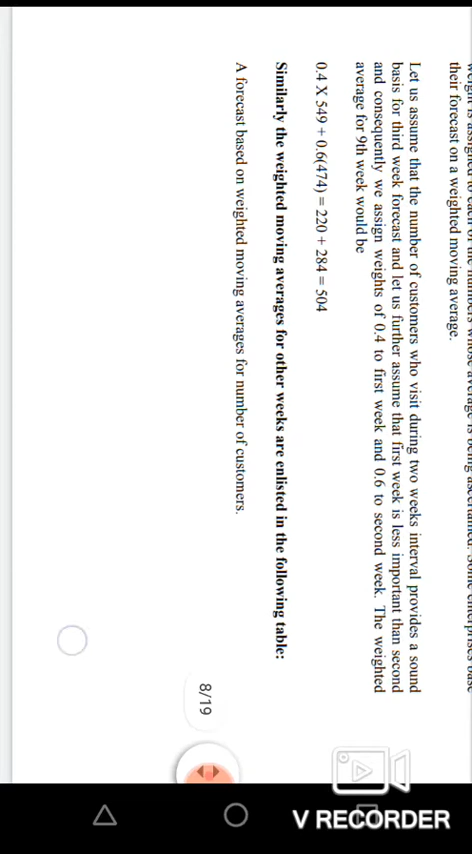 their forecast on a weighted moving average.
Let us assume that the number of customers who visit during two weeks interval provides a sound
basis for third week forecast and let us further assume that first week is less important than second
and consequently we assign weights of 0.4 to first week and 0.6 to second week. The weighted
average for 9th week would be
0.4 X 549 + 0.6(474) = 220 + 284 = 504
Similarly the weighted moving averages for other weeks are enlisted in the following table:
A forecast based on weighted moving averages for number of customers.
8/19
V RECORDER